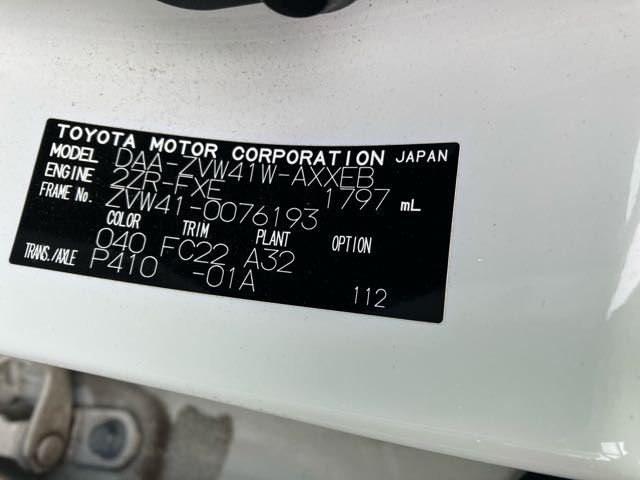 TOYOTA MOTOR CORPORATION JAPAN
MODEL DAA-ZVW41W-AXXEB
ENGINE 2ZR-FXE 1797 mL
FRAME No. ZVW41-0076193
COLOR TRIM PLANT OPTION
040 FC22 A32
TRANS./AXLE P410 -01A
112